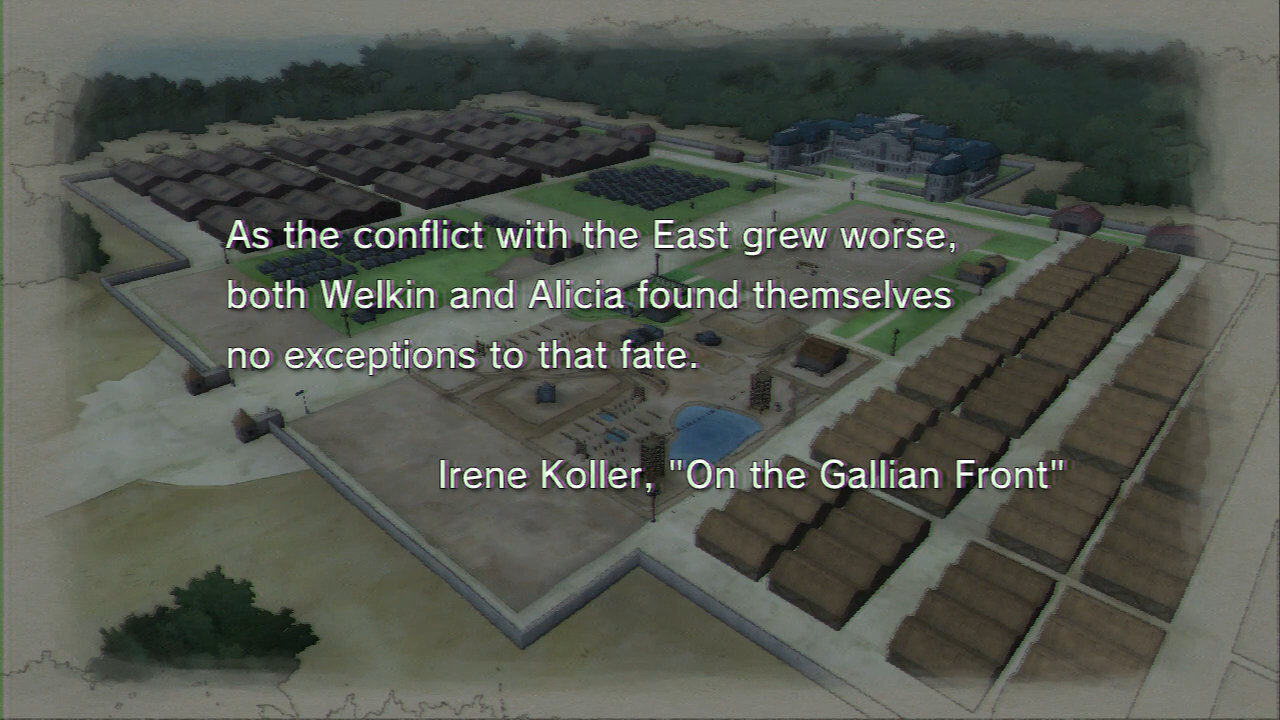 As the conflict with the East grew worse,
both Welkin and Alicia found themselves
no exceptions to that fate.
Irene Koller, "On the Gallian Front"